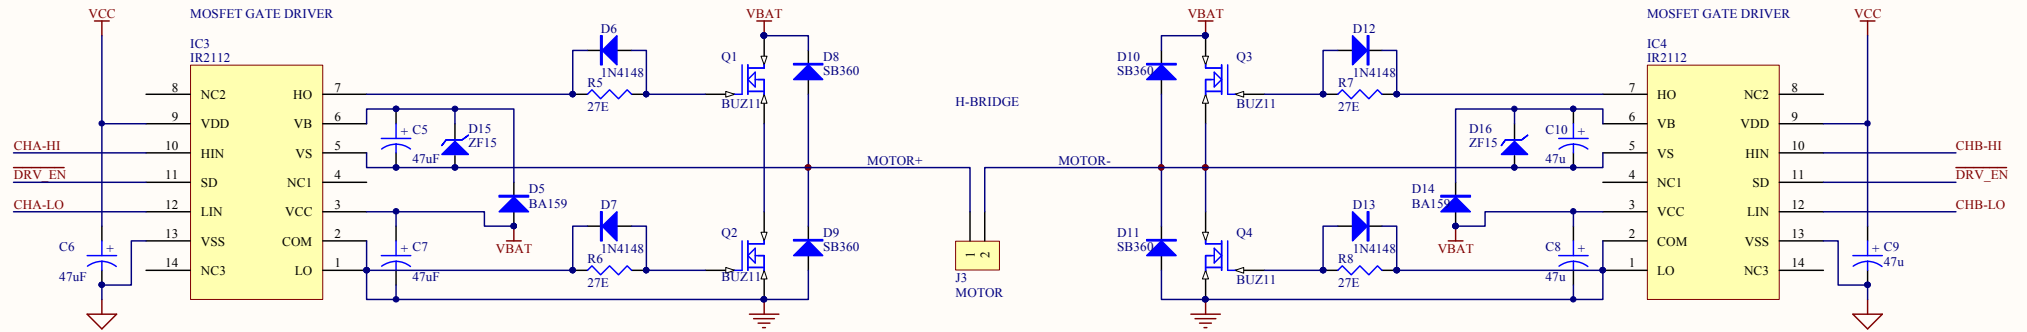 VCC
MOSFET GATE DRIVER
IC3
IR2112
8 NC2
9 VDD
10 HIN
11 SD
12 LIN
13 VSS
14 NC3
HO 7
VB 6
VS 5
NC1 4
VCC 3
COM 2
LO 1
CHA-HI
DRV_EN
CHA-LO
C6
47uF
+
C5
+
47uF
D15
ZF15
C7
+
47uF
D5
BA159
VBAT
D6
1N4148
R5
27E
D7
1N4148
R6
27E
VBAT
Q1
BUZ11
D8
SB360
Q2
BUZ11
D9
SB360
MOTOR+
H-BRIDGE
MOTOR-
1
2
J3
MOTOR
VBAT
D10
SB360
Q3
BUZ11
D11
SB360
Q4
BUZ11
D12
1N4148
R7
27E
D13
1N4148
R8
27E
D16
ZF15
C10
+
47u
D14
BA159
VBAT
C8
+
47u
MOSFET GATE DRIVER
IC4
IR2112
7 HO
6 VB
5 VS
4 NC1
3 VCC
2 COM
1 LO
NC2 8
VDD 9
HIN 10
SD 11
LIN 12
VSS 13
NC3 14
VCC
CHB-HI
DRV_EN
CHB-LO
+
C9
47u